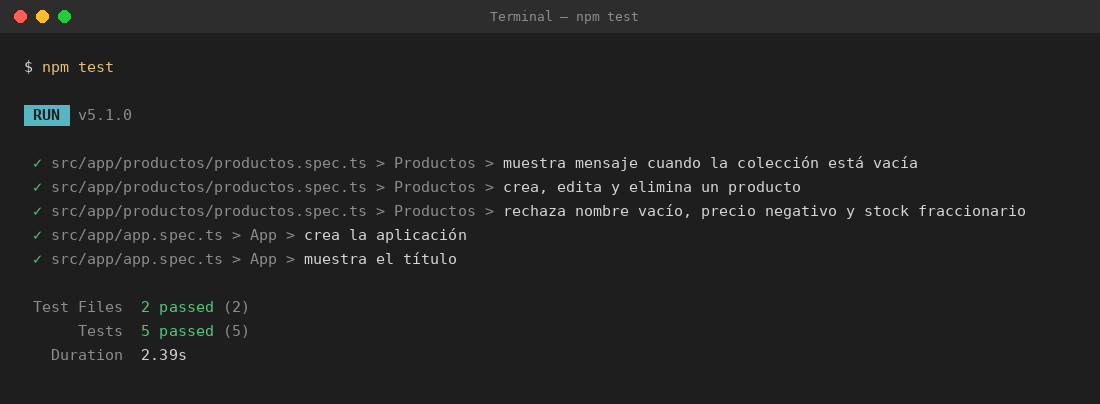 Terminal — npm test
$ npm test
RUN v5.1.0
✓ src/app/productos/productos.spec.ts > Productos > muestra mensaje cuando la colección está vacía
✓ src/app/productos/productos.spec.ts > Productos > crea, edita y elimina un producto
✓ src/app/productos/productos.spec.ts > Productos > rechaza nombre vacío, precio negativo y stock fraccionario
✓ src/app/app.spec.ts > App > crea la aplicación
✓ src/app/app.spec.ts > App > muestra el título
Test Files 2 passed (2)
Tests 5 passed (5)
Duration 2.39s